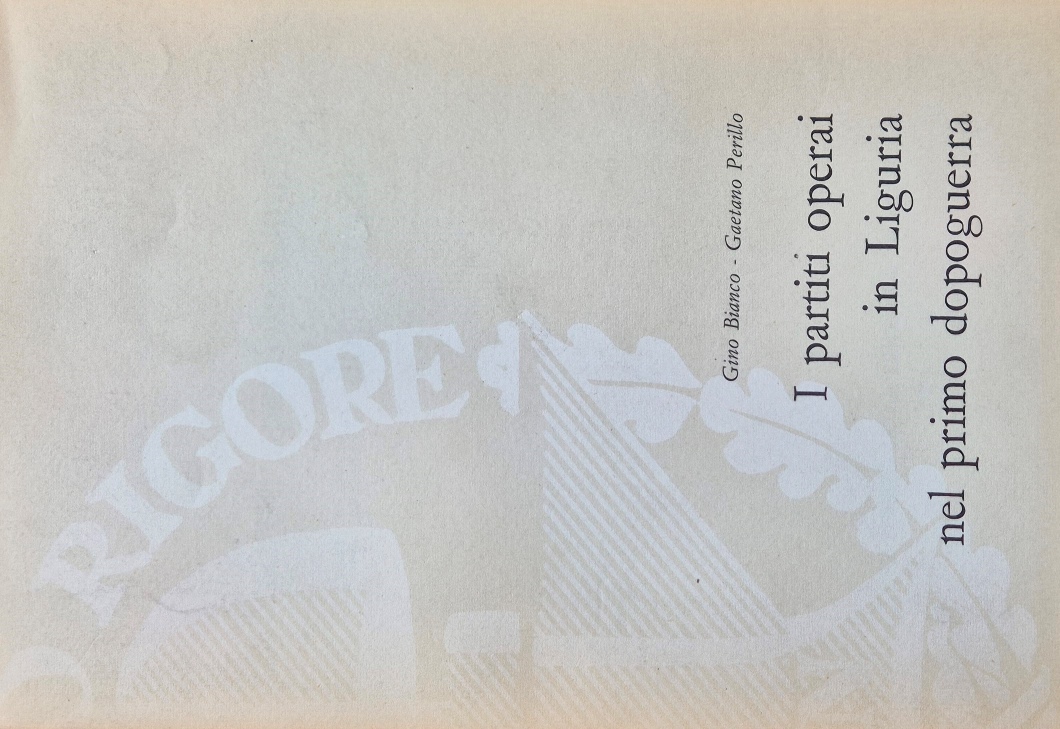 Gino Bianco - Gaetano Perillo
I partiti operai
in Liguria
nel primo dopoguerra
RIGORE